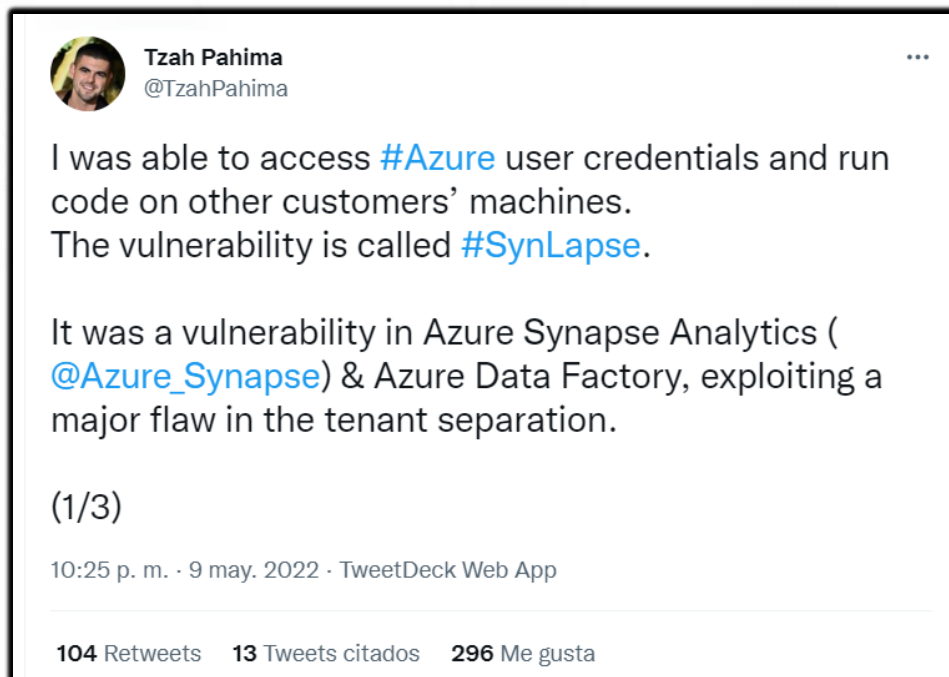 Tzah Pahima
@TzahPahima
I was able to access #Azure user credentials and run
code on other customers’ machines.
The vulnerability is called #SynLapse.
It was a vulnerability in Azure Synapse Analytics (
@Azure_Synapse) & Azure Data Factory, exploiting a
major flaw in the tenant separation.
(1/3)
10:25 p. m. · 9 may. 2022 · TweetDeck Web App
104 Retweets 13 Tweets citados 296 Me gusta